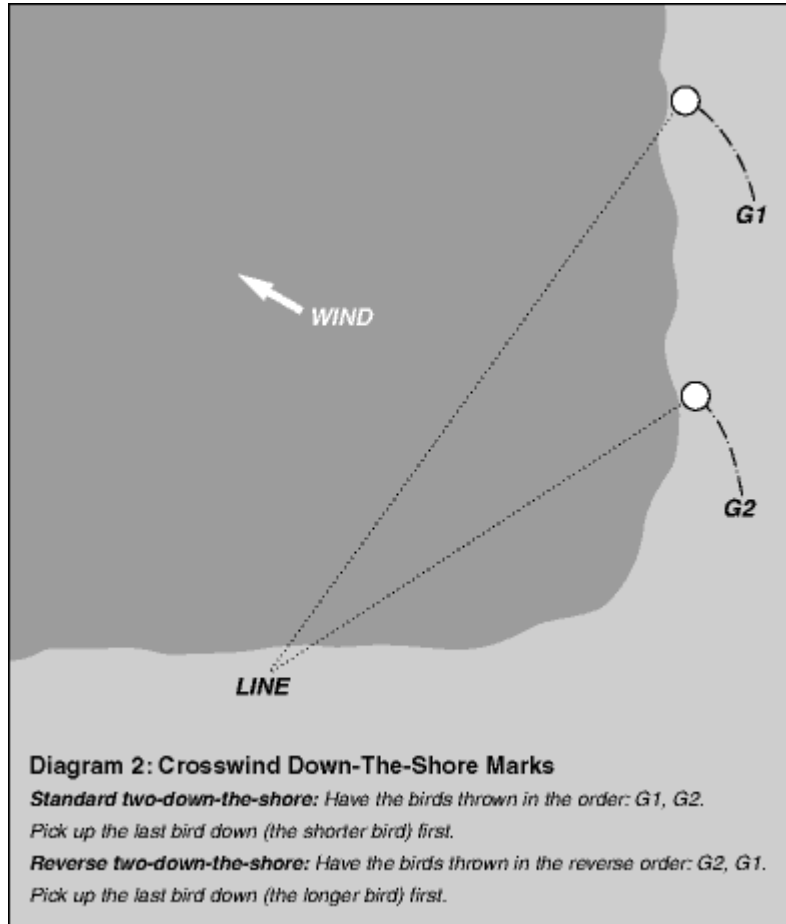 G1
WIND
G2
LINE
Diagram 2: Crosswind Down-The-Shore Marks
Standard two-down-the-shore: Have the birds thrown in the order: G1, G2.
Pick up the last bird down (the shorter bird) first.
Reverse two-down-the-shore: Have the birds thrown in the reverse order: G2, G1.
Pick up the last bird down (the longer bird) first.